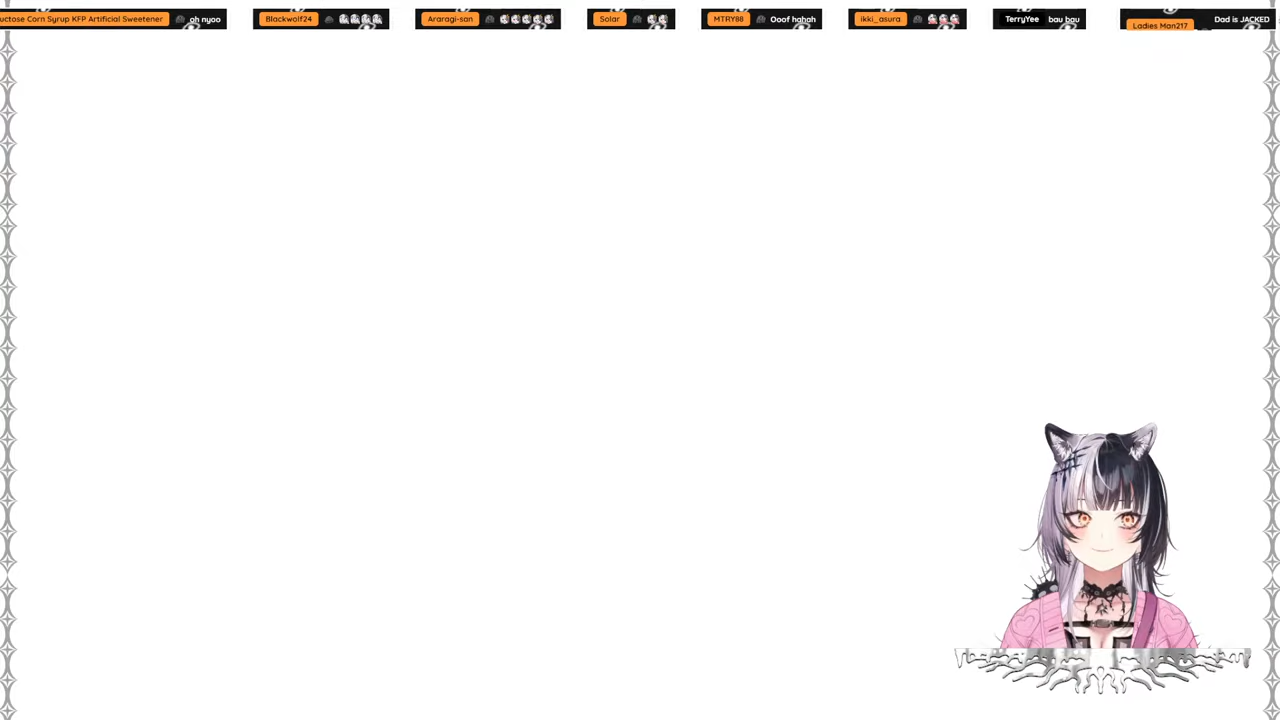 uctose Corn Syrup KFP Artificial Sweetener oh nyoo
Blackwolf24
Araragi-san
Solar
MTRY88 Ooof hahah
ikki_asura
TerryYee bau bau
Ladies Man217 Dad is JACKED